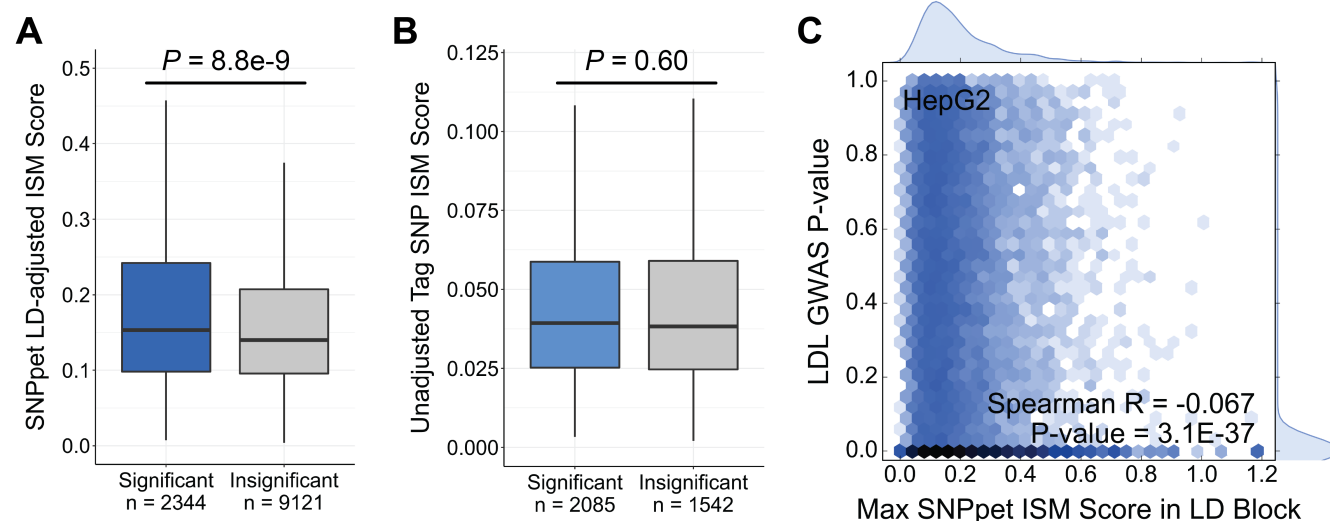 A
SNPpet LD-adjusted ISM Score
P = 8.8e-9
0.5
0.4
0.3
0.2
0.1
0.0
Significant
n = 2344
Insignificant
n = 9121
B
Unadjusted Tag SNP ISM Score
P = 0.60
0.125
0.100
0.075
0.050
0.025
0.000
Significant
n = 2085
Insignificant
n = 1542
C
LDL GWAS P-value
1.0
0.8
0.6
0.4
0.2
0.0
HepG2
Spearman R = -0.067
P-value = 3.1E-37
0.0 0.2 0.4 0.6 0.8 1.0 1.2
Max SNPpet ISM Score in LD Block